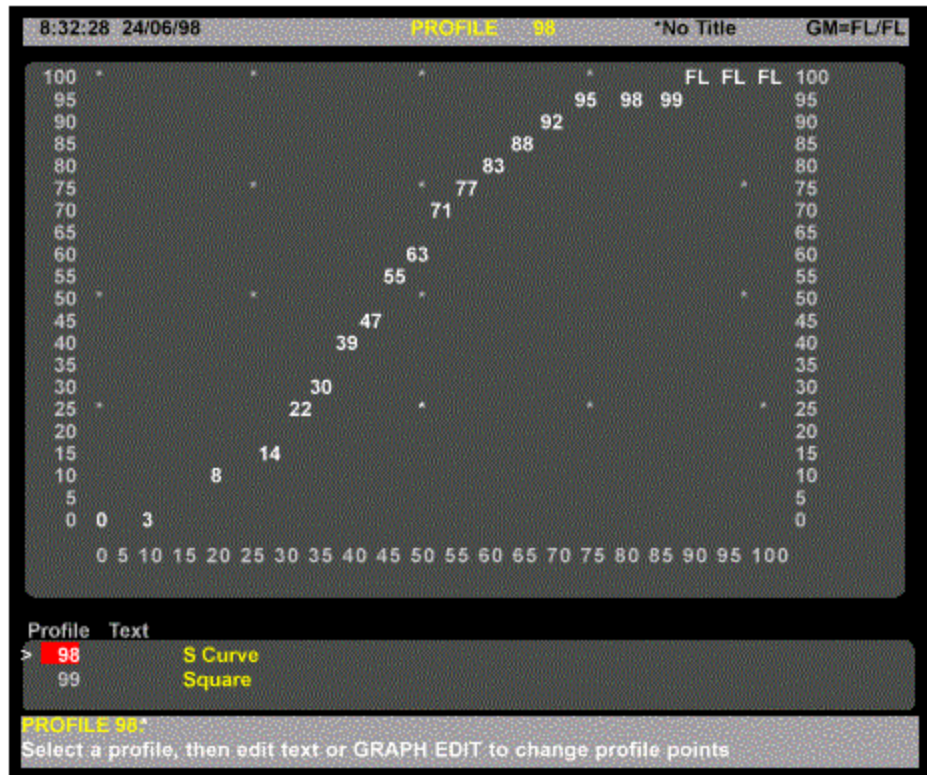 8:32:28 24/06/98 PROFILE 98 *No Title GM=FL/FL
100 * * * * FL FL FL 100
95 95 98 99 95
90 92 90
85 88 85
80 83 80
75 * 77 * * 75
70 71 70
65 65
60 63 60
55 55 55
50 * * * * 50
45 47 45
40 39 40
35 35
30 30 30
25 * 22 * * * 25
20 20
15 14 15
10 8 10
5 5
0 0 3 0
0 5 10 15 20 25 30 35 40 45 50 55 60 65 70 75 80 85 90 95 100
Profile Text
> 98 S Curve
99 Square
PROFILE 98:*
Select a profile, then edit text or GRAPH EDIT to change profile points